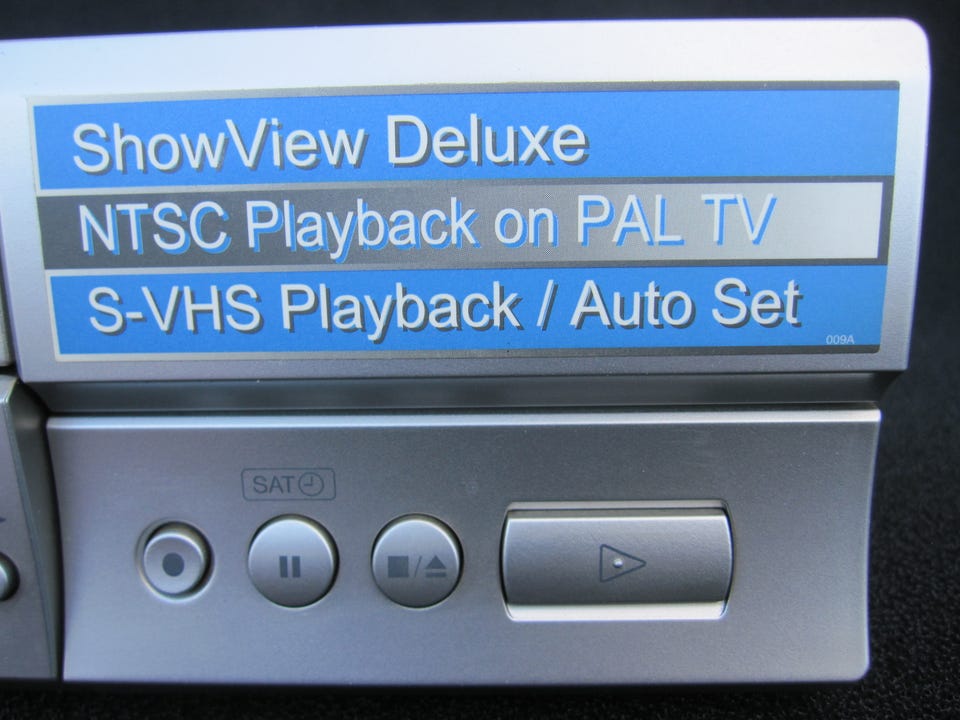 ShowView Deluxe
NTSC Playback on PAL TV
S-VHS Playback / Auto Set
009A
SAT